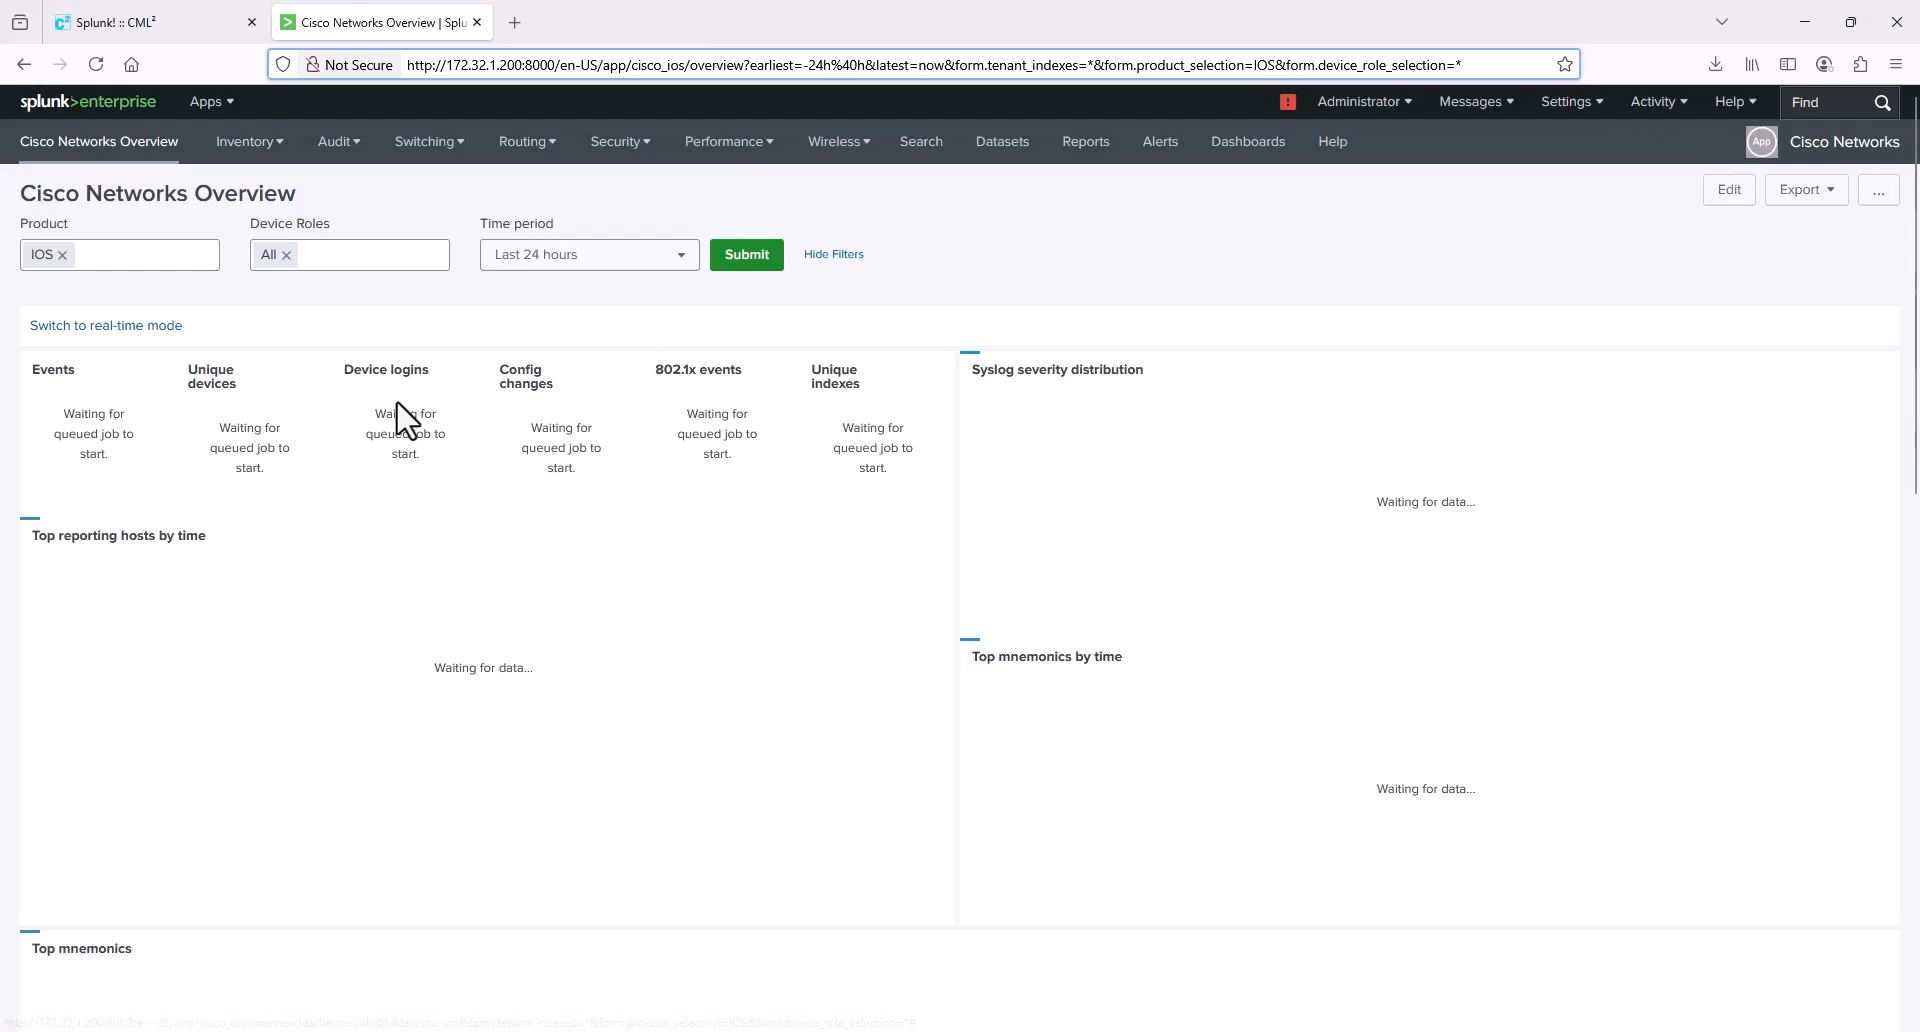 Splunk! :: CML²
Cisco Networks Overview | Splu
Not Secure
http://172.32.1.200:8000/en-US/app/cisco_ios/overview?earliest=-24h%40h&latest=now&form.tenant_indexes=*&form.product_selection=IOS&form.device_role_selection=*
splunk>enterprise
Apps
Administrator
Messages
Settings
Activity
Help
Find
Cisco Networks Overview
Inventory
Audit
Switching
Routing
Security
Performance
Wireless
Search
Datasets
Reports
Alerts
Dashboards
Help
App
Cisco Networks
Cisco Networks Overview
Edit
Export
...
Product
Device Roles
Time period
IOS
All
Last 24 hours
Submit
Hide Filters
Switch to real-time mode
Events
Waiting for
queued job to
start.
Unique
devices
Waiting for
queued job to
start.
Device logins
Waiting for
queued job to
start.
Config
changes
Waiting for
queued job to
start.
802.1x events
Waiting for
queued job to
start.
Unique
indexes
Waiting for
queued job to
start.
Syslog severity distribution
Waiting for data...
Top reporting hosts by time
Waiting for data...
Top mnemonics by time
Waiting for data...
Top mnemonics